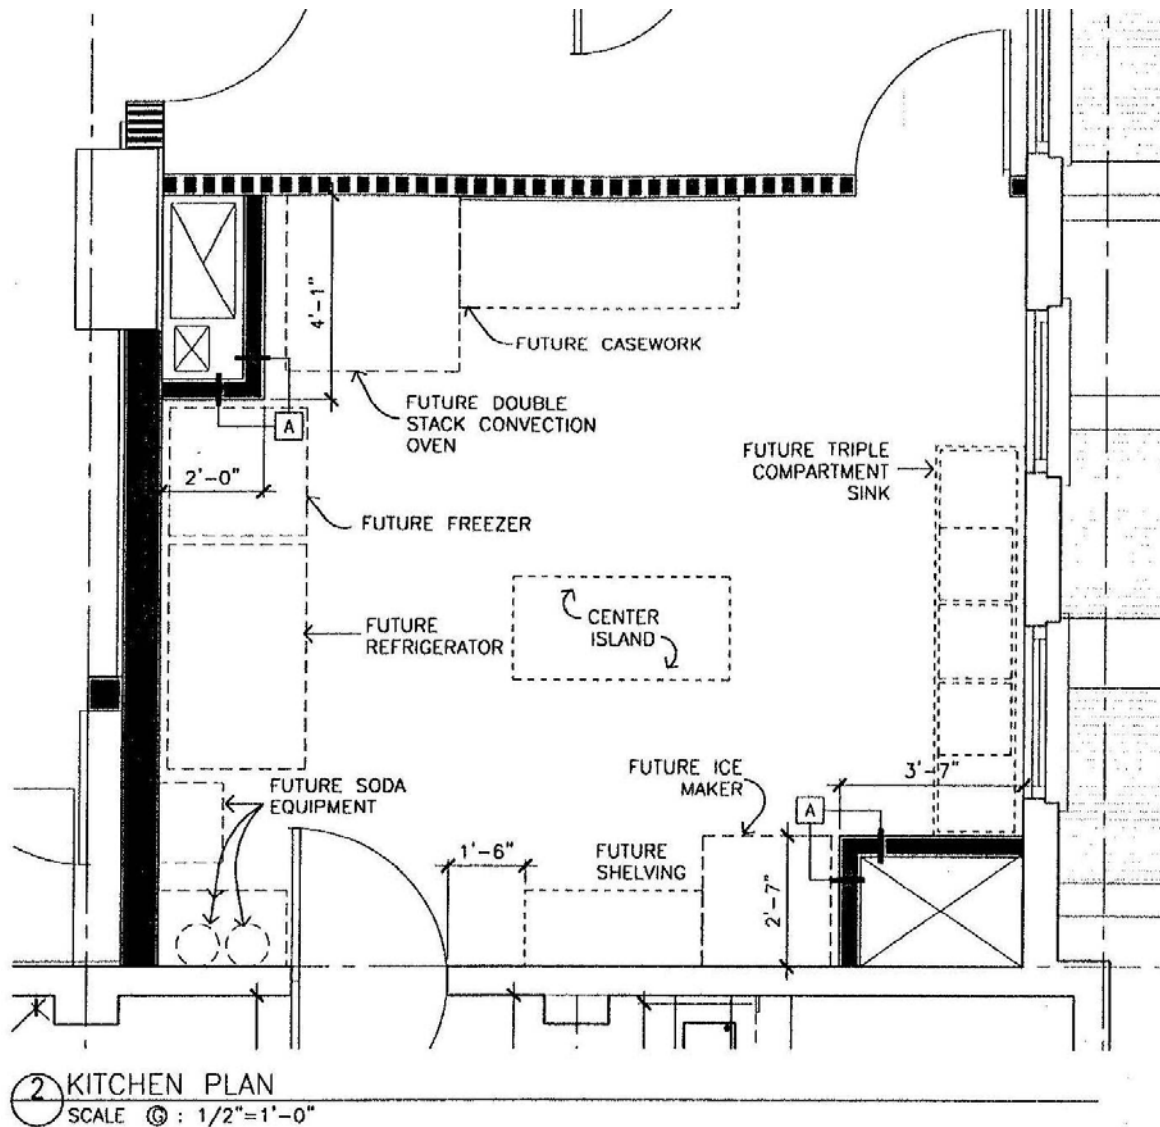 4'-1"
FUTURE CASEWORK
FUTURE DOUBLE
STACK CONVECTION
OVEN
A
2'-0"
FUTURE FREEZER
FUTURE TRIPLE
COMPARTMENT
SINK
CENTER
ISLAND
FUTURE
REFRIGERATOR
FUTURE SODA
EQUIPMENT
FUTURE ICE
MAKER
3'-7"
A
1'-6"
FUTURE
SHELVING
2'-7"
2 KITCHEN PLAN
SCALE Ⓖ : 1/2"=1'-0"